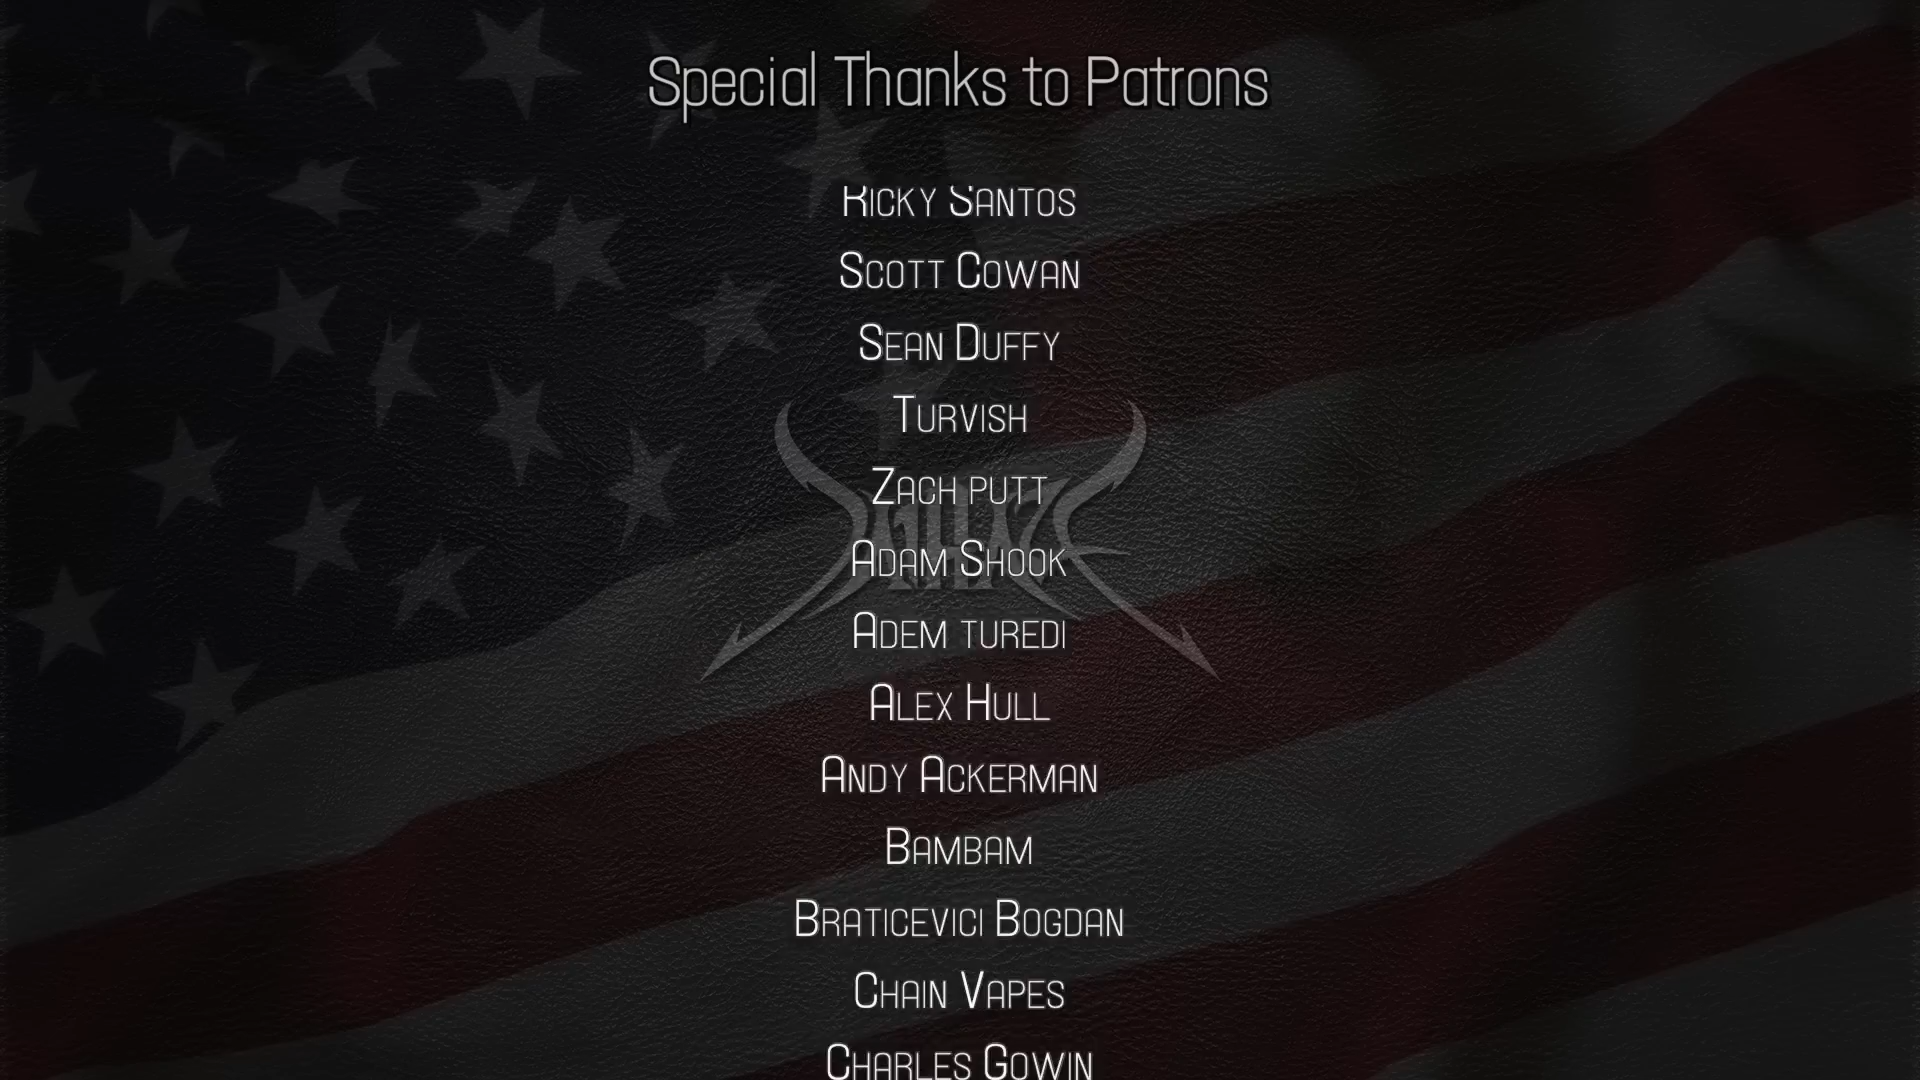 Special Thanks to Patrons
Ricky Santos
Scott Cowan
Sean Duffy
Turvish
Zach putt
Adam Shook
Adem turedi
Alex Hull
Andy Ackerman
Bambam
Braticevici Bogdan
Chain Vapes
Charles Gowin